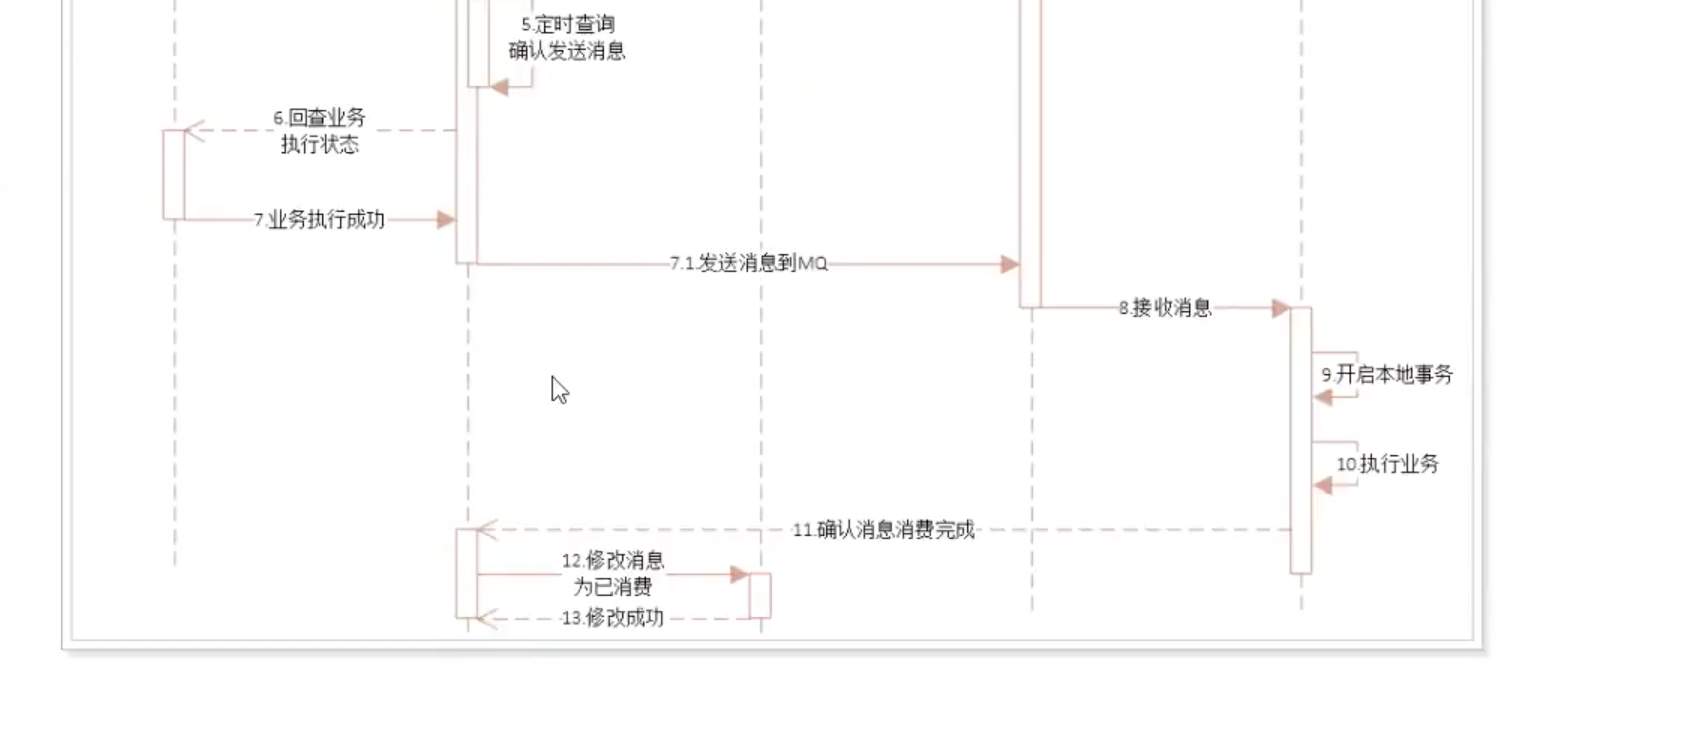 5.定时查询
确认发送消息
6.回查业务
执行状态
7.业务执行成功
7.1.发送消息到MQ
8.接收消息
9.开启本地事务
10.执行业务
11.确认消息消费完成
12.修改消息
为已消费
13.修改成功